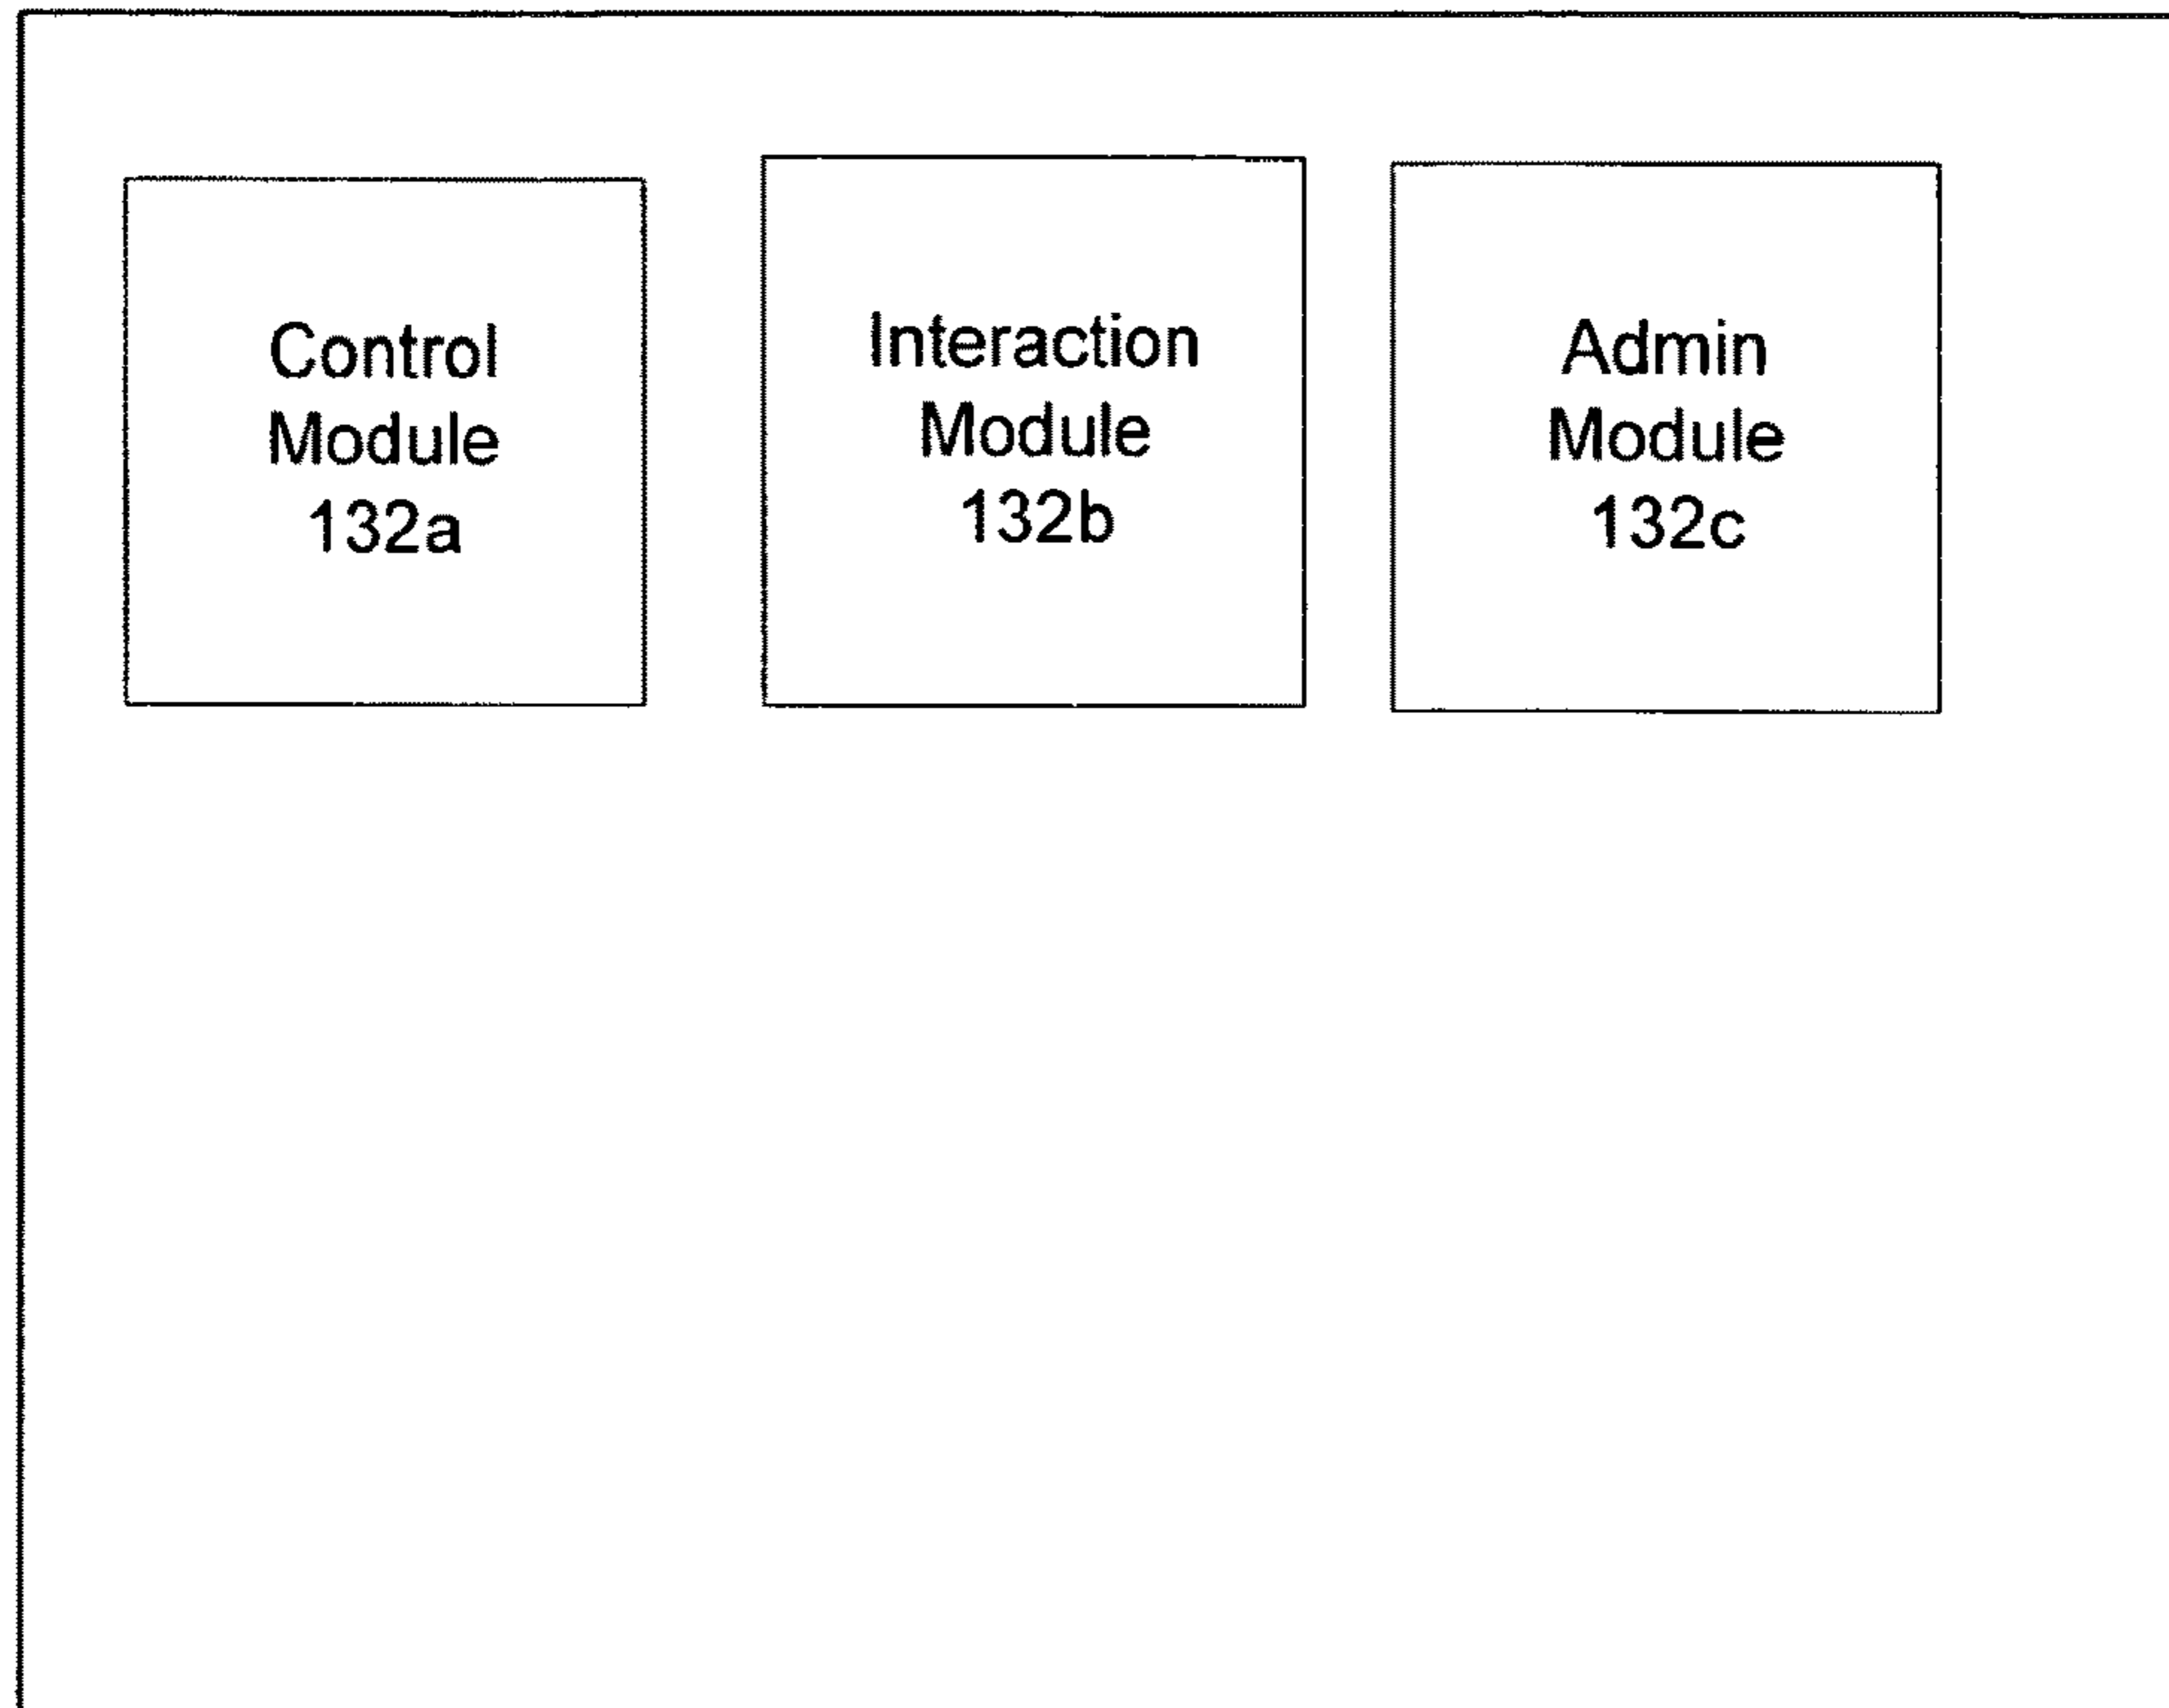 Control
Module
132a
Interaction
Module
132b
Admin
Module
132c